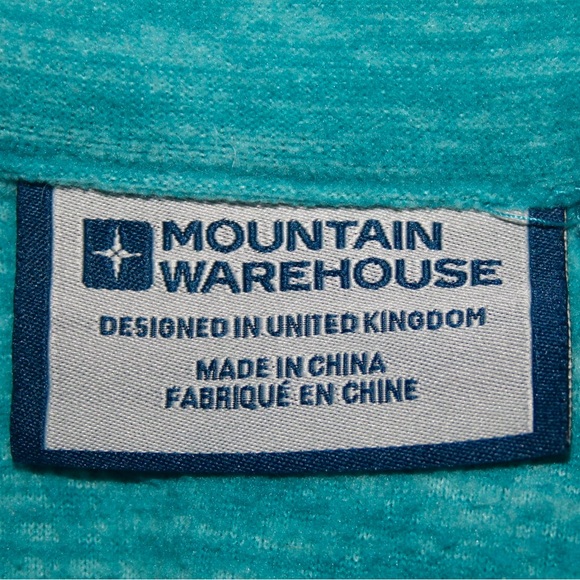 MOUNTAIN
WAREHOUSE
DESIGNED IN UNITED KINGDOM
MADE IN CHINA
FABRIQUÉ EN CHINE